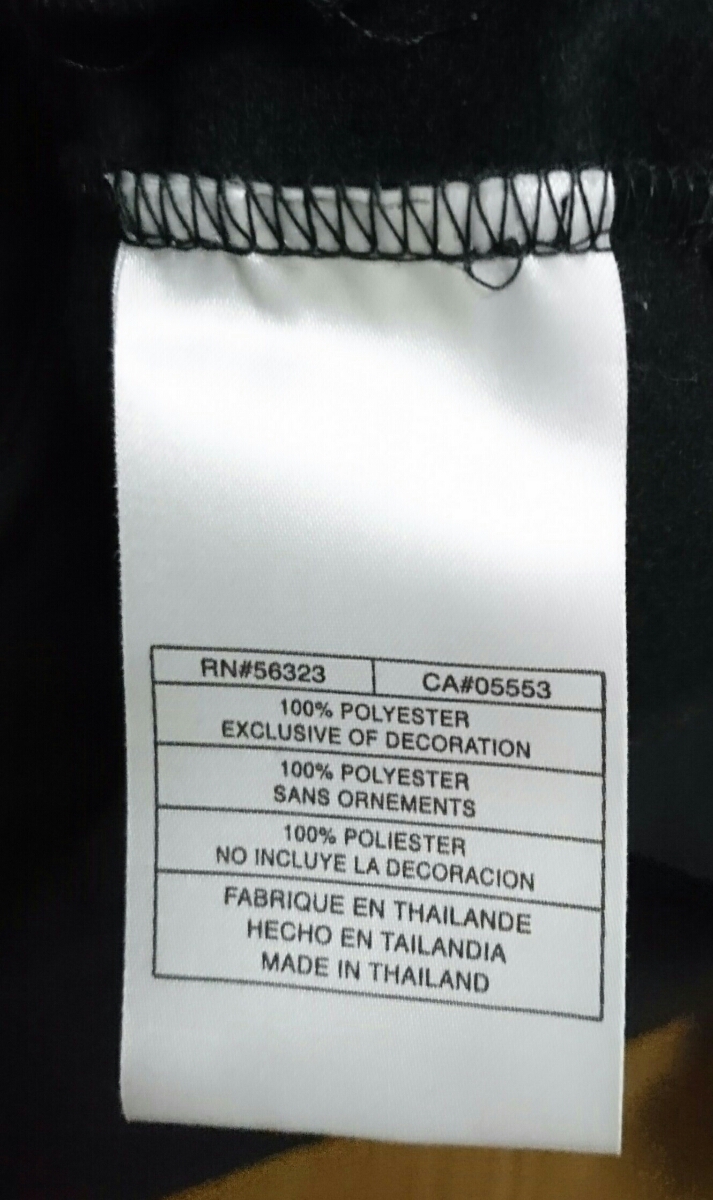 RN#56323 CA#05553
100% POLYESTER
EXCLUSIVE OF DECORATION
100% POLYESTER
SANS ORNEMENTS
100% POLIESTER
NO INCLUYE LA DECORACION
FABRIQUE EN THAILANDE
HECHO EN TAILANDIA
MADE IN THAILAND